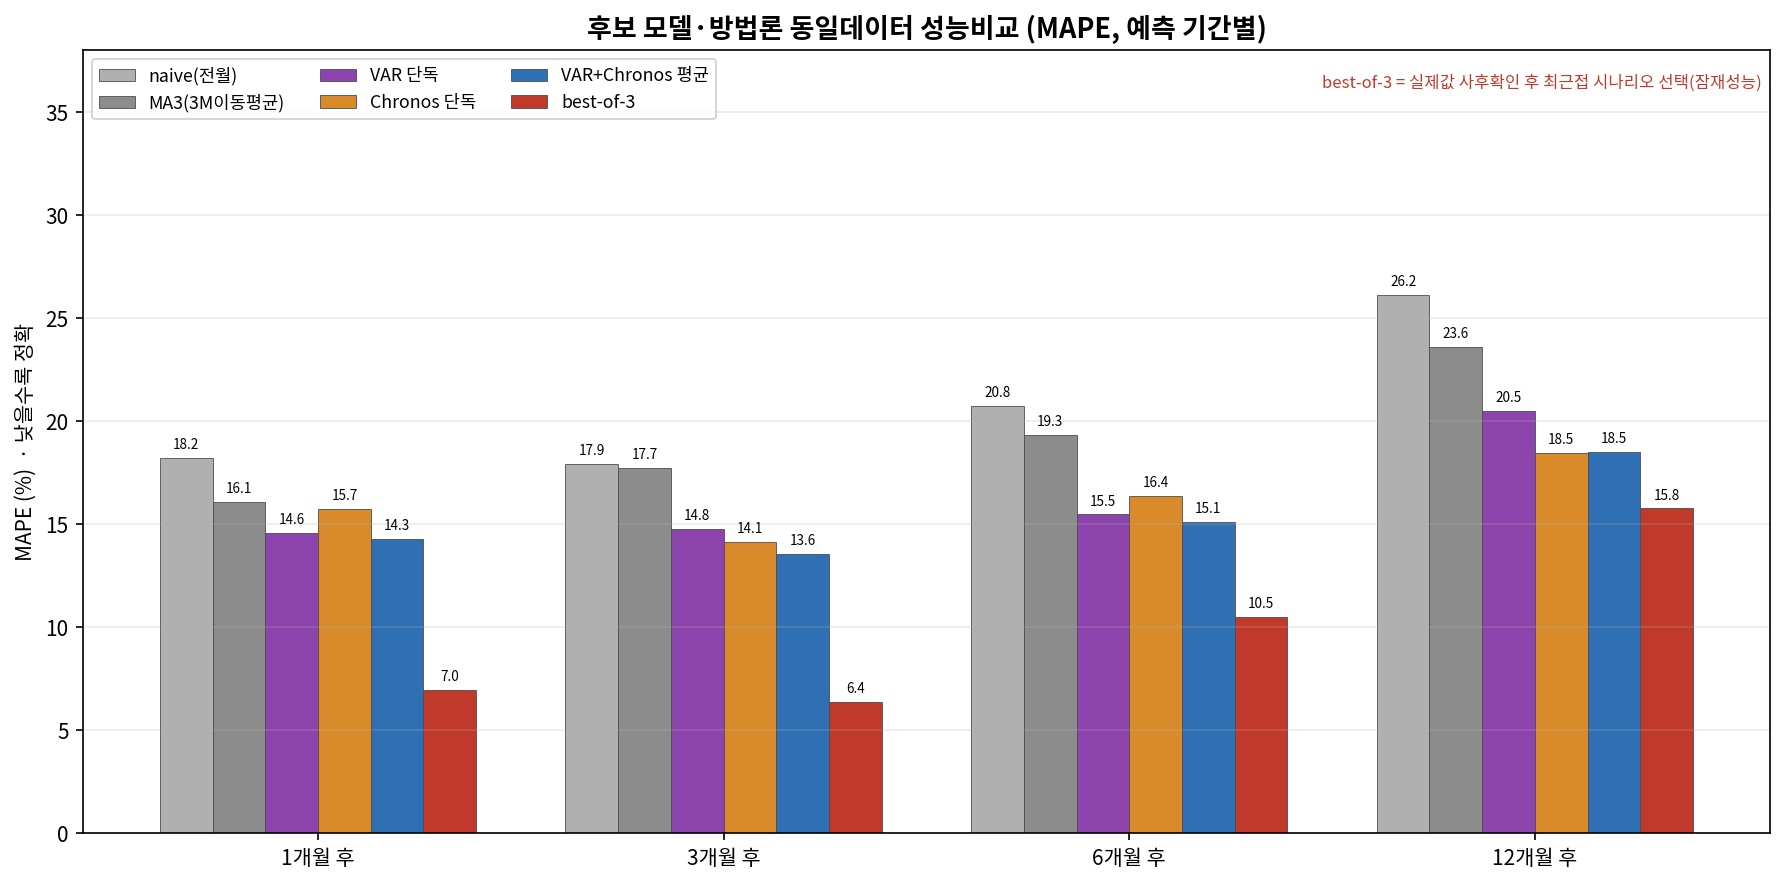 후보 모델·방법론 동일데이터 성능비교 (MAPE, 예측 기간별)
naive(전월)
MA3(3M이동평균)
VAR 단독
Chronos 단독
VAR+Chronos 평균
best-of-3
best-of-3 = 실제값 사후확인 후 최근접 시나리오 선택(잠재성능)
MAPE (%) · 낮을수록 정확
35
30
25
20
15
10
5
0
18.2
16.1
14.6
15.7
14.3
7.0
17.9
17.7
14.8
14.1
13.6
6.4
20.8
19.3
15.5
16.4
15.1
10.5
26.2
23.6
20.5
18.5
18.5
15.8
1개월 후
3개월 후
6개월 후
12개월 후